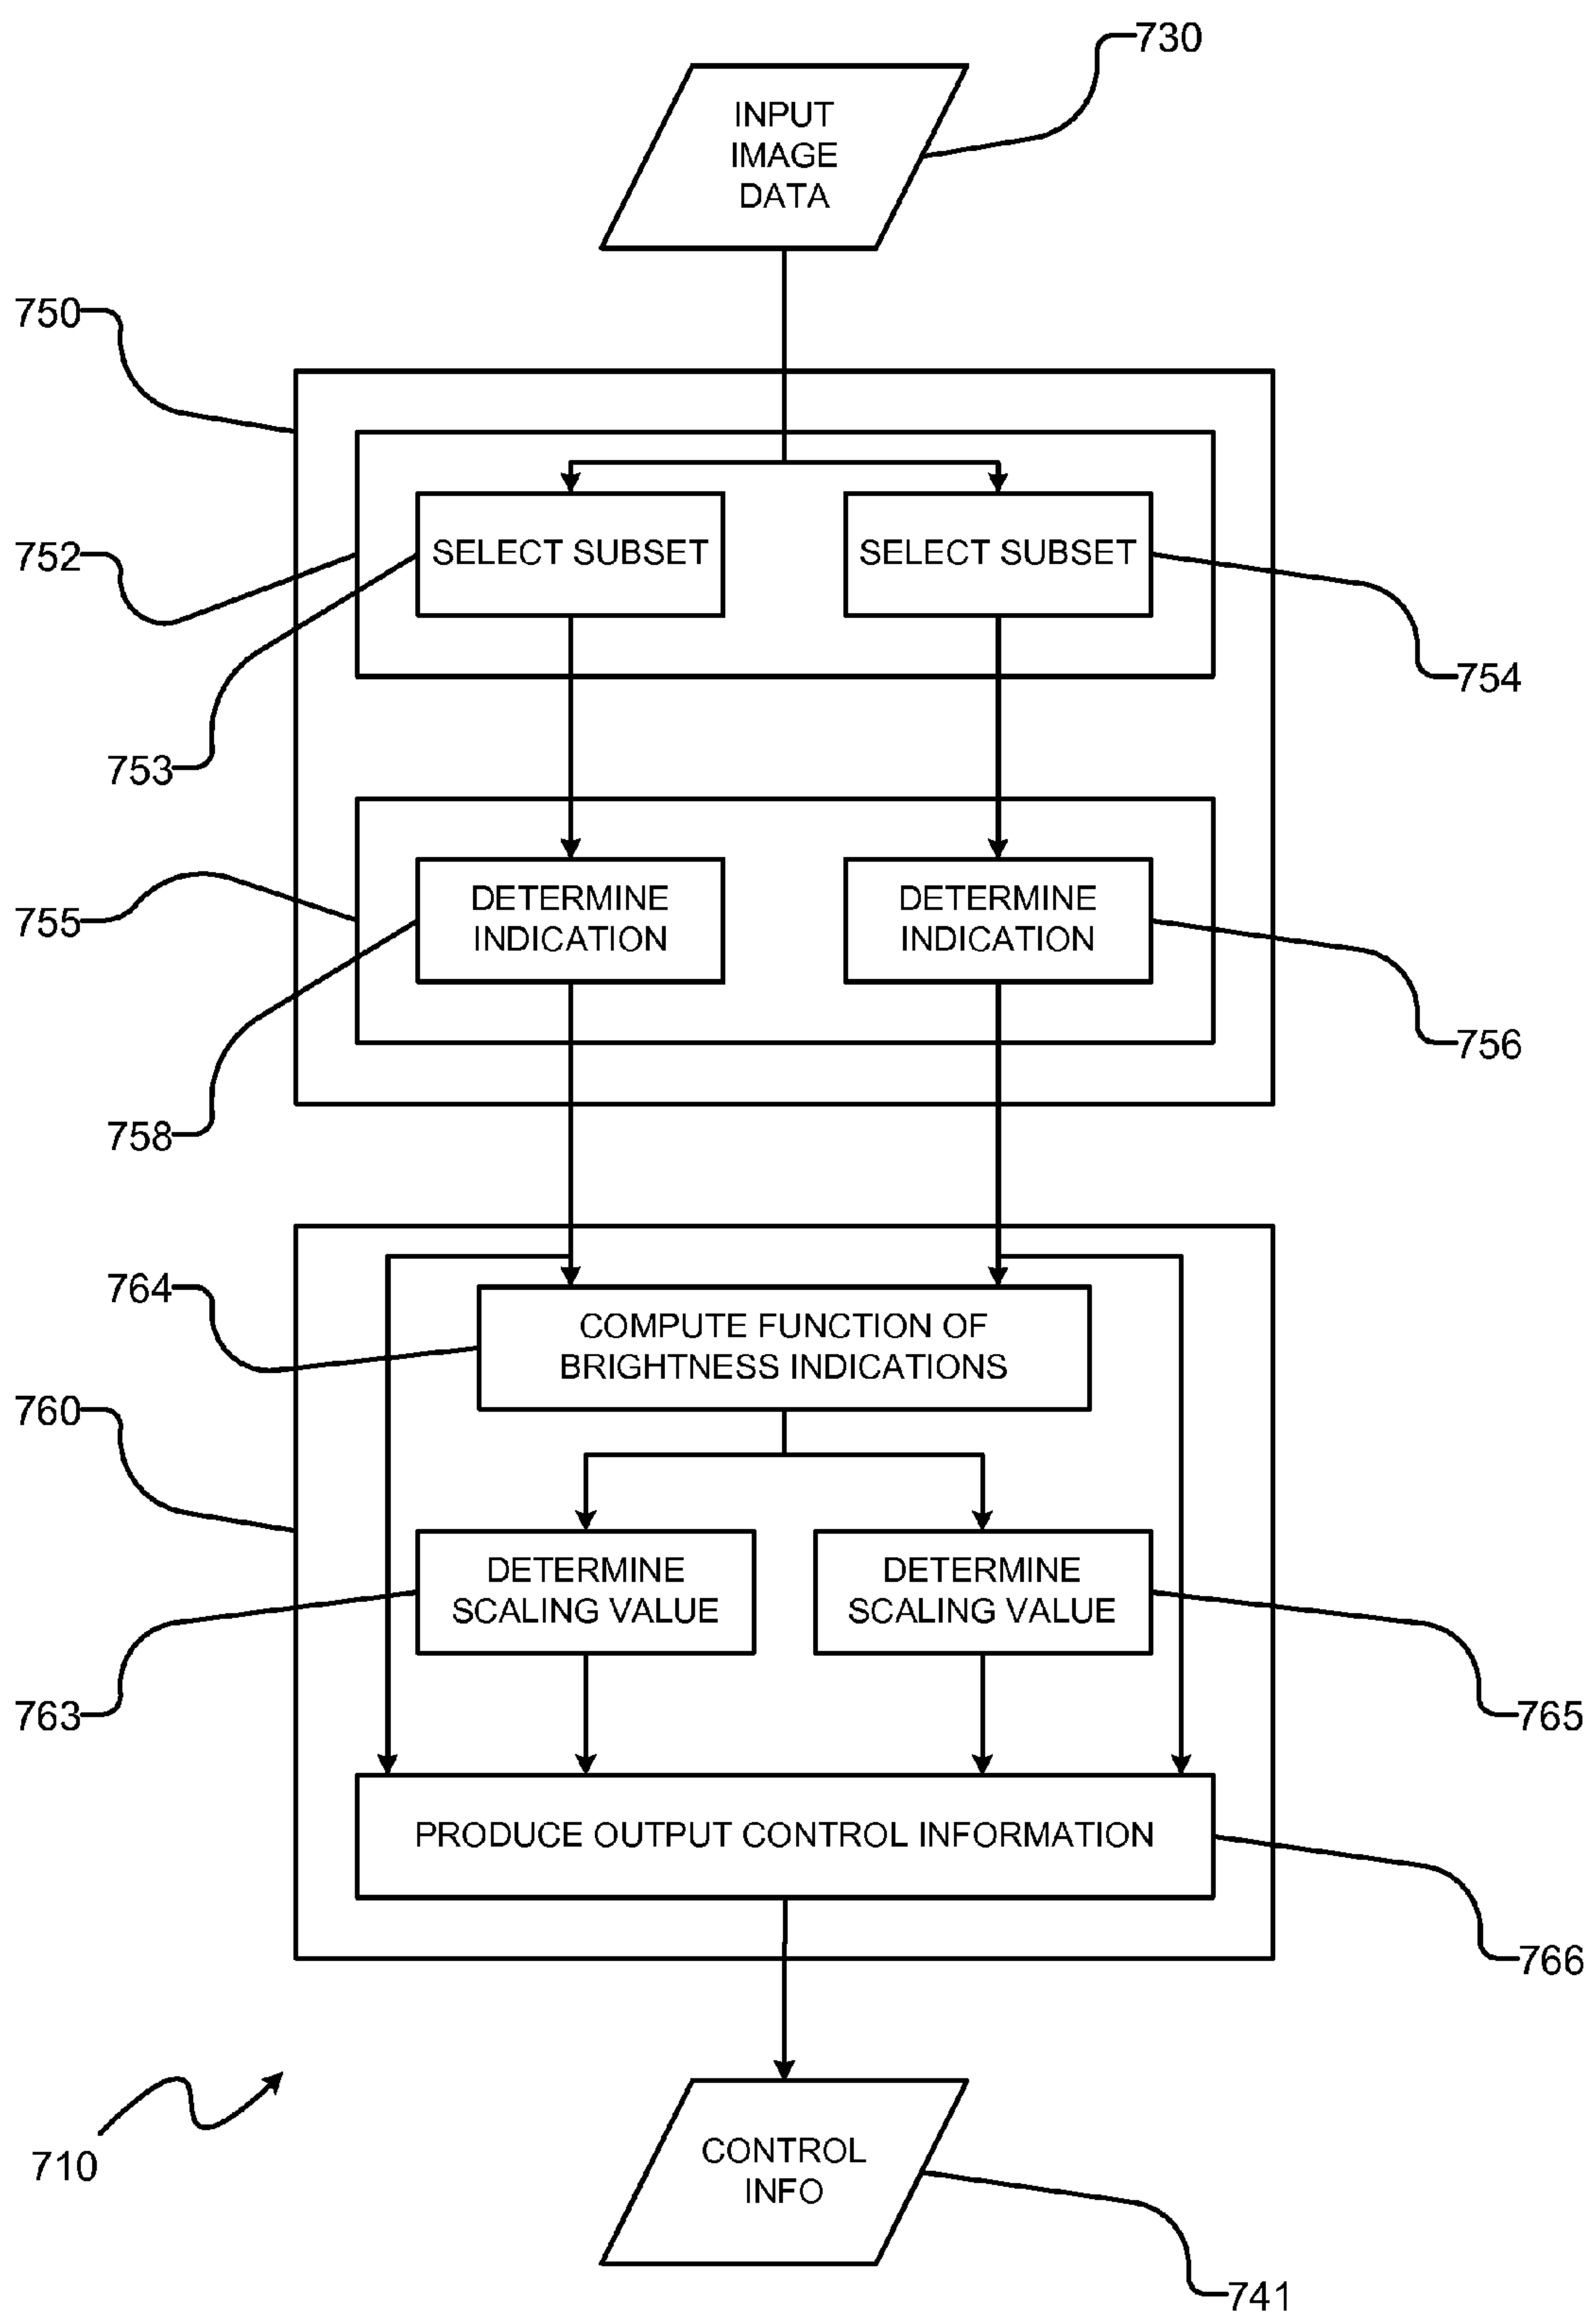 730
INPUT
IMAGE
DATA
750
752
SELECT SUBSET
SELECT SUBSET
754
753
755
DETERMINE
INDICATION
DETERMINE
INDICATION
756
758
764
COMPUTE FUNCTION OF
BRIGHTNESS INDICATIONS
760
DETERMINE
SCALING VALUE
DETERMINE
SCALING VALUE
763
765
PRODUCE OUTPUT CONTROL INFORMATION
766
710
CONTROL
INFO
741